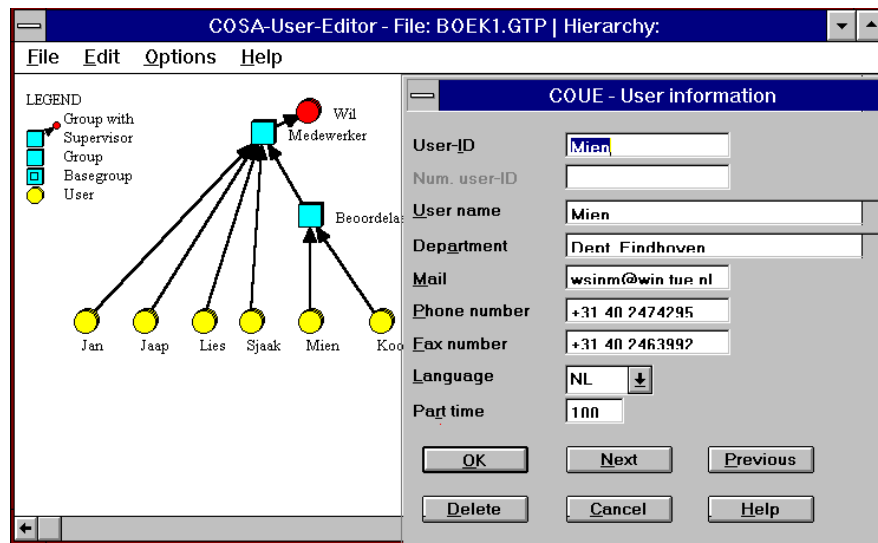 COSA-User-Editor - File: BOEK1.GTP | Hierarchy:
File Edit Options Help
LEGEND
Group with
Supervisor
Group
Basegroup
User
Wil
Medewerker
Beoordela
Jan Jaap Lies Sjaak Mien Koo
COUE - User information
User-ID Mien
Num. user-ID
User name Mien
Department Dept. Eindhoven
Mail wsinm@win.tue.nl
Phone number +31 40 2474295
Fax number +31 40 2463992
Language NL
Part time 100
OK Next Previous
Delete Cancel Help